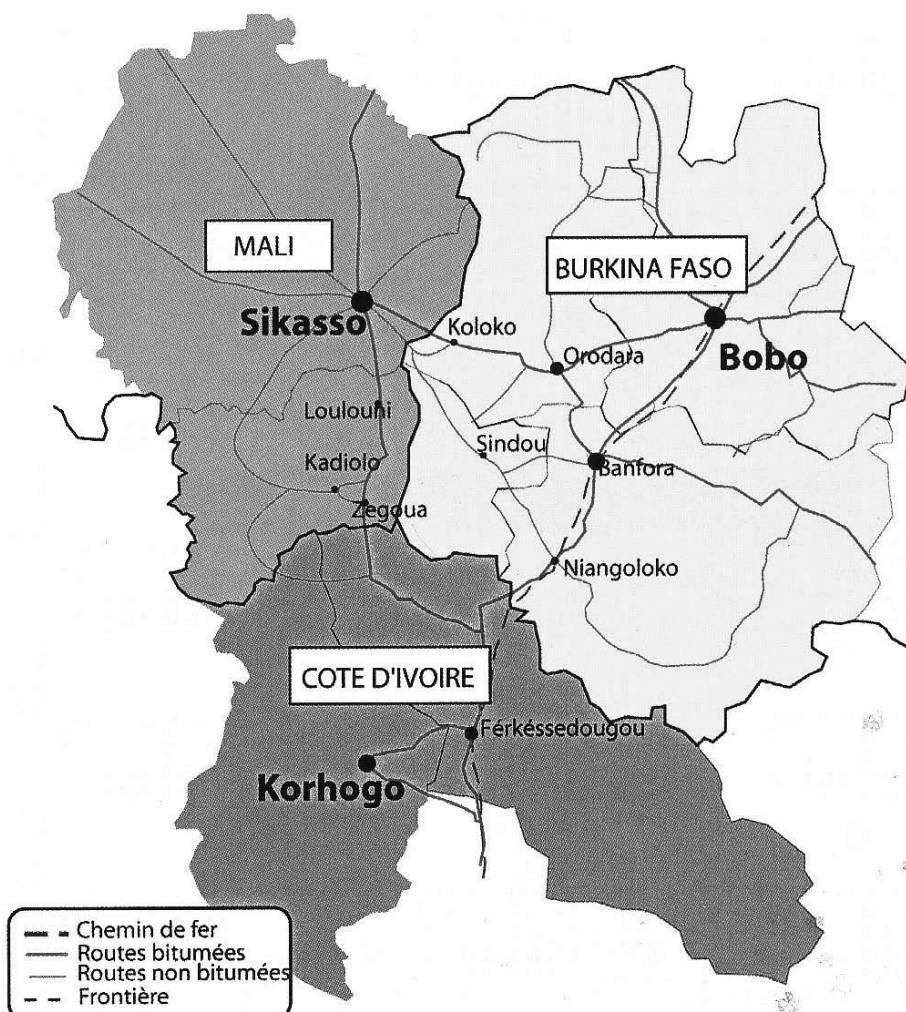 MALI
BURKINA FASO
Sikasso
Koloko
Bobo
Orodara
Loulouni
Sindou
Kadiolo
Banfora
Zegoua
Niangoloko
COTE D'IVOIRE
Férkéssedougou
Korhogo
Chemin de fer
Routes bitumées
Routes non bitumées
Frontière